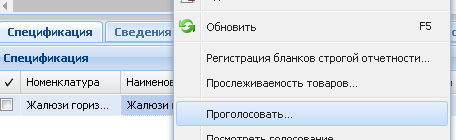 Обновить F5
Спецификация Сведения
Регистрация бланков строгой отчетности...
Спецификация
Прослеживаемость товаров...
Номенклатура Наименов
Жалюзи гориз... Жалюзи Проголосовать...
Посмотреть голосование